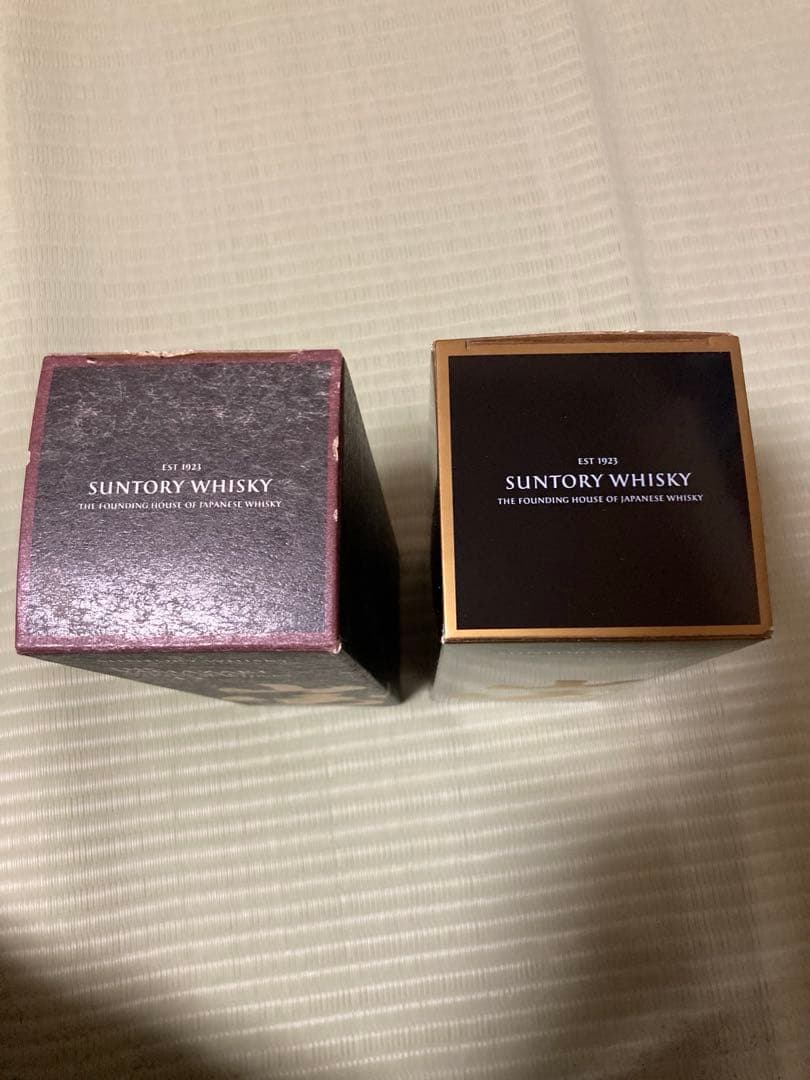 EST 1923
SUNTORY WHISKY
THE FOUNDING HOUSE OF JAPANESE WHISKY
EST 1923
SUNTORY WHISKY
THE FOUNDING HOUSE OF JAPANESE WHISKY